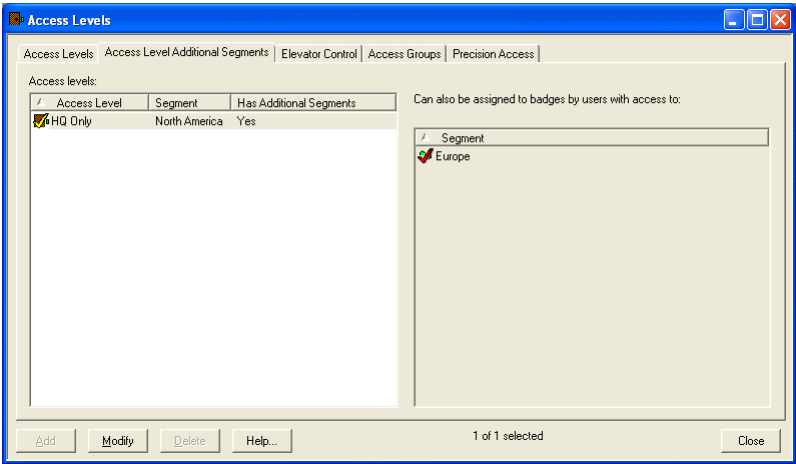 Access Levels
Access Levels Access Level Additional Segments Elevator Control Access Groups Precision Access
Access levels:
Can also be assigned to badges by users with access to:
Access Level Segment Has Additional Segments
HQ Only North America Yes
Segment
Europe
Add Modify Delete Help... 1 of 1 selected Close